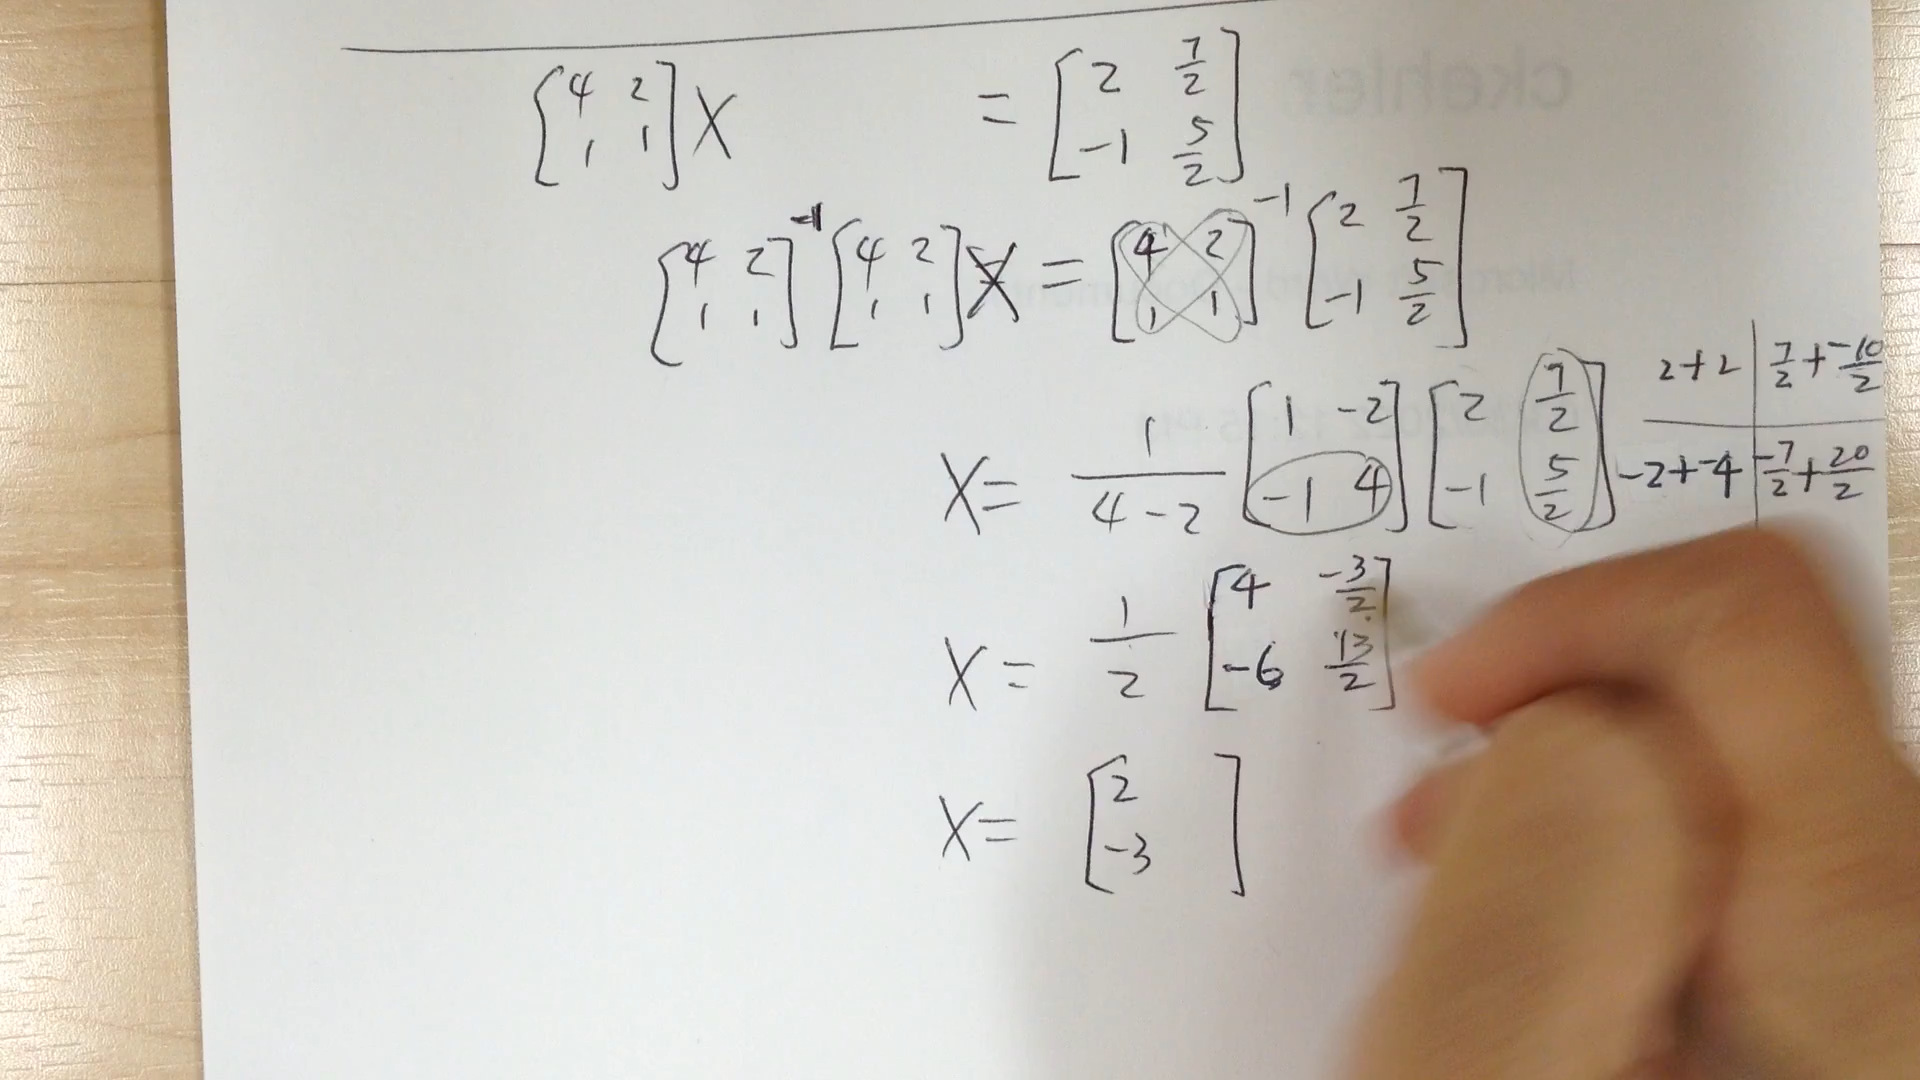 [4 2; 1 1] X = [2 7/2; -1 5/2]
[4 2; 1 1]^-1 [4 2; 1 1] X = [4 2; 1 1]^-1 [2 7/2; -1 5/2]
X = 1/(4-2) [1 -2; -1 4] [2 7/2; -1 5/2]
2+2 | 7/2 + -10/2
-2+-4 | -7/2 + 20/2
X = 1/2 [4 -3/2; -6 13/2]
X = [2 ; -3 ]
ckehler